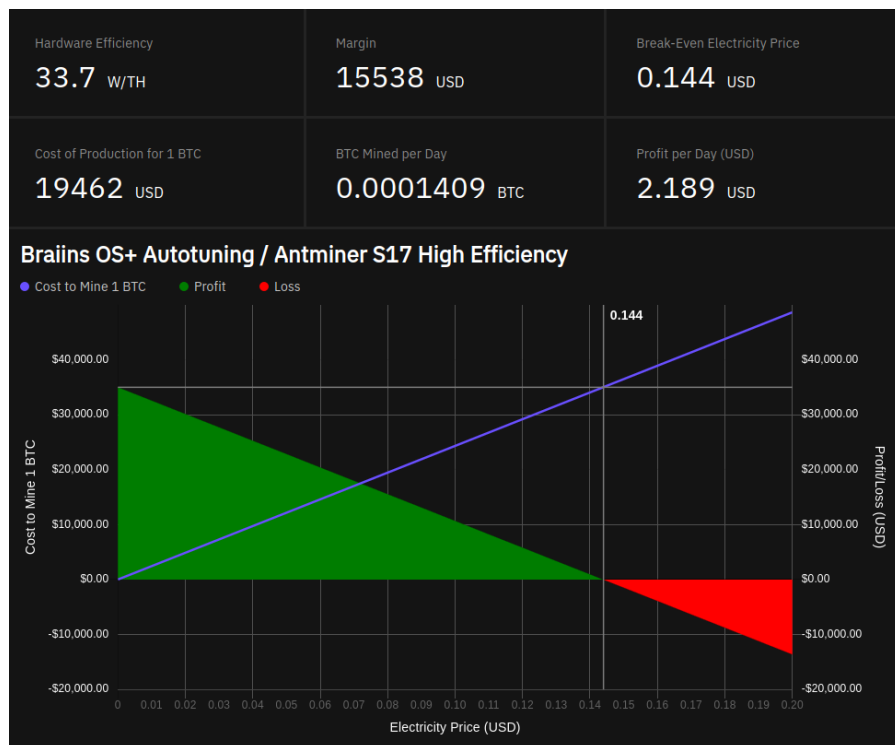 Hardware Efficiency
33.7 W/TH
Margin
15538 USD
Break-Even Electricity Price
0.144 USD
Cost of Production for 1 BTC
19462 USD
BTC Mined per Day
0.0001409 BTC
Profit per Day (USD)
2.189 USD
Braiins OS+ Autotuning / Antminer S17 High Efficiency
Cost to Mine 1 BTC
Profit
Loss
0.144
Cost to Mine 1 BTC
$40,000.00
$30,000.00
$20,000.00
$10,000.00
$0.00
-$10,000.00
-$20,000.00
$40,000.00
$30,000.00
$20,000.00
$10,000.00
$0.00
-$10,000.00
-$20,000.00
Profit/Loss (USD)
0 0.01 0.02 0.03 0.04 0.05 0.06 0.07 0.08 0.09 0.10 0.11 0.12 0.13 0.14 0.15 0.16 0.17 0.18 0.19 0.20
Electricity Price (USD)